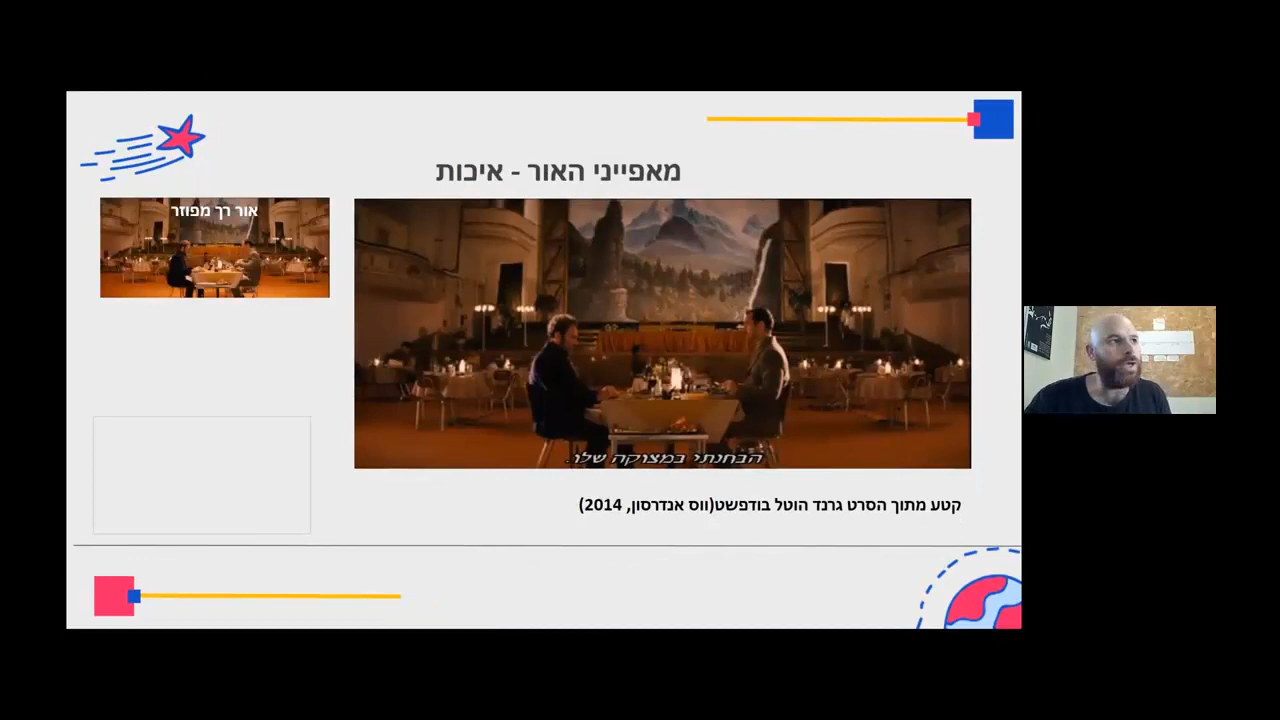 מאפייני האור - איכות
אור רך מפוזר
הבחנתי במצוקה שלו.
קטע מתוך הסרט גרנד הוטל בודפשט(ווס אנדרסון, 2014)